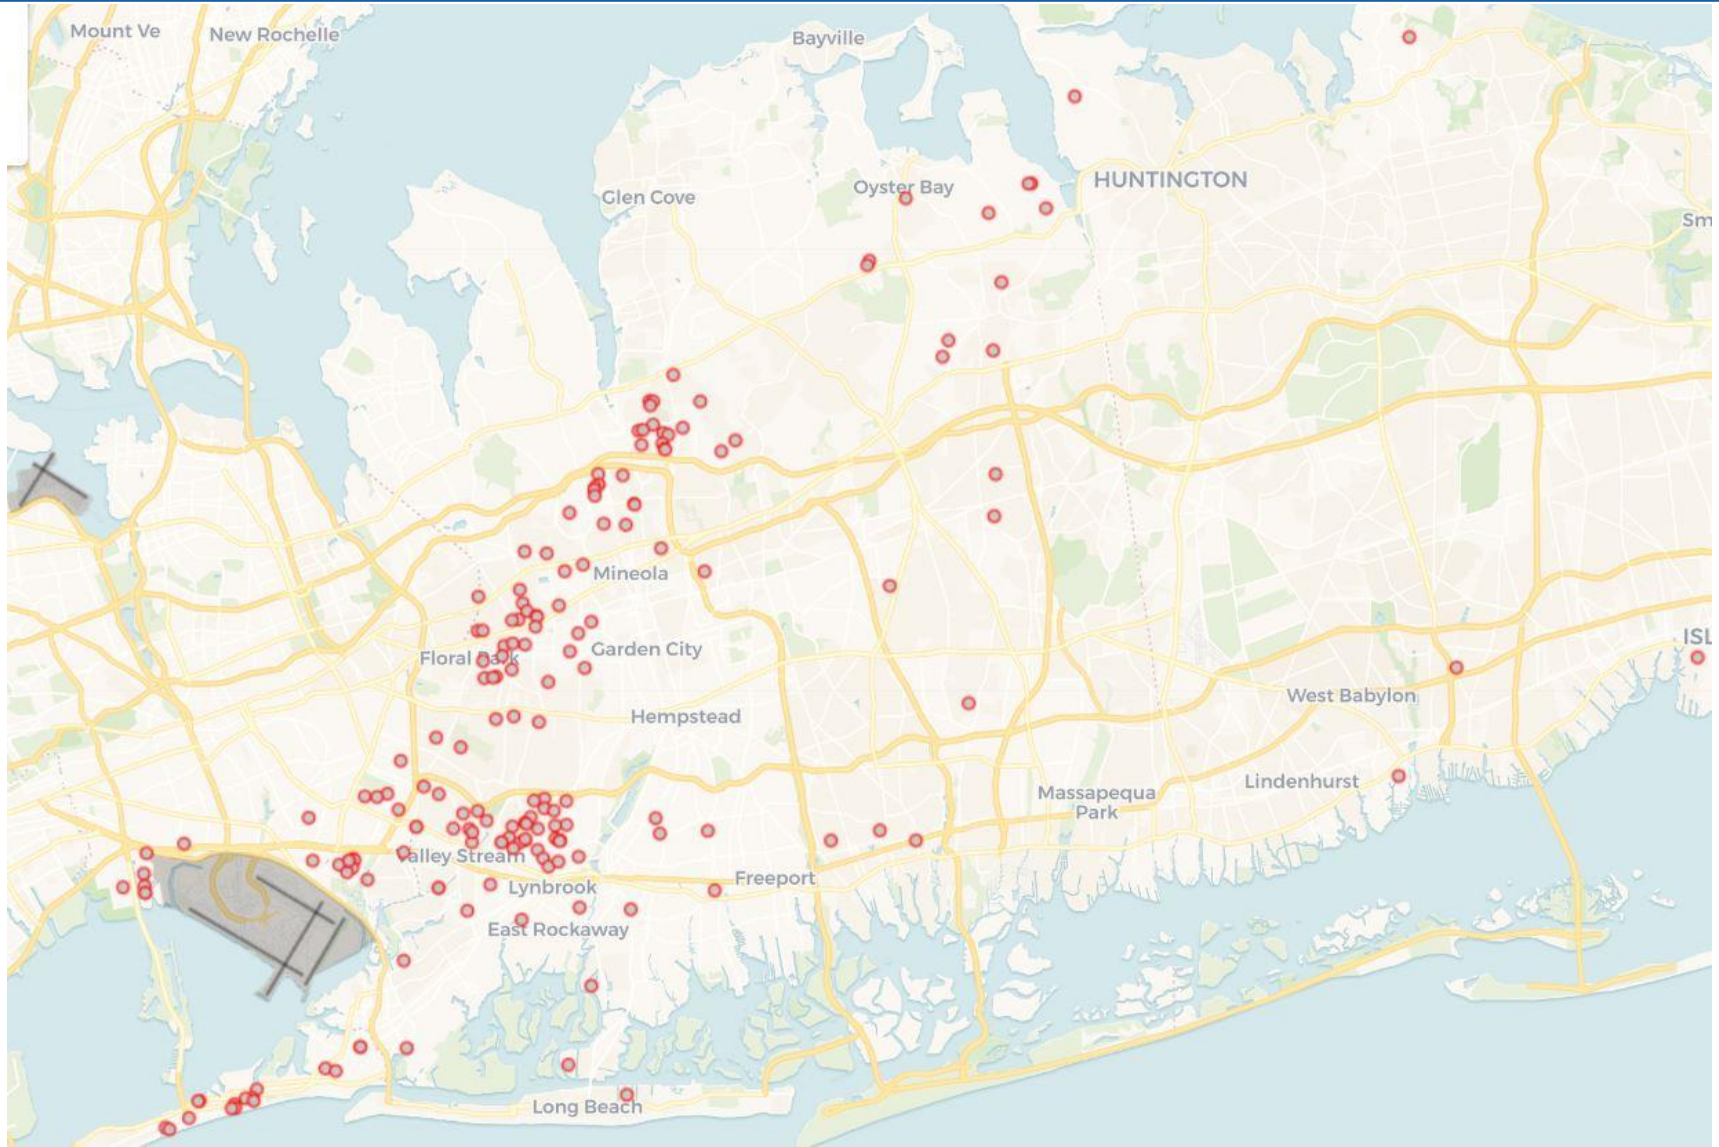 Mount Ve
New Rochelle
Bayville
HUNTINGTON
Oyster Bay
Glen Cove
Sm
Mineola
ISL
Floral Park
Garden City
West Babylon
Hempstead
Lindenhurst
Massapequa
Park
Valley Stream
Freeport
Lynbrook
East Rockaway
Long Beach